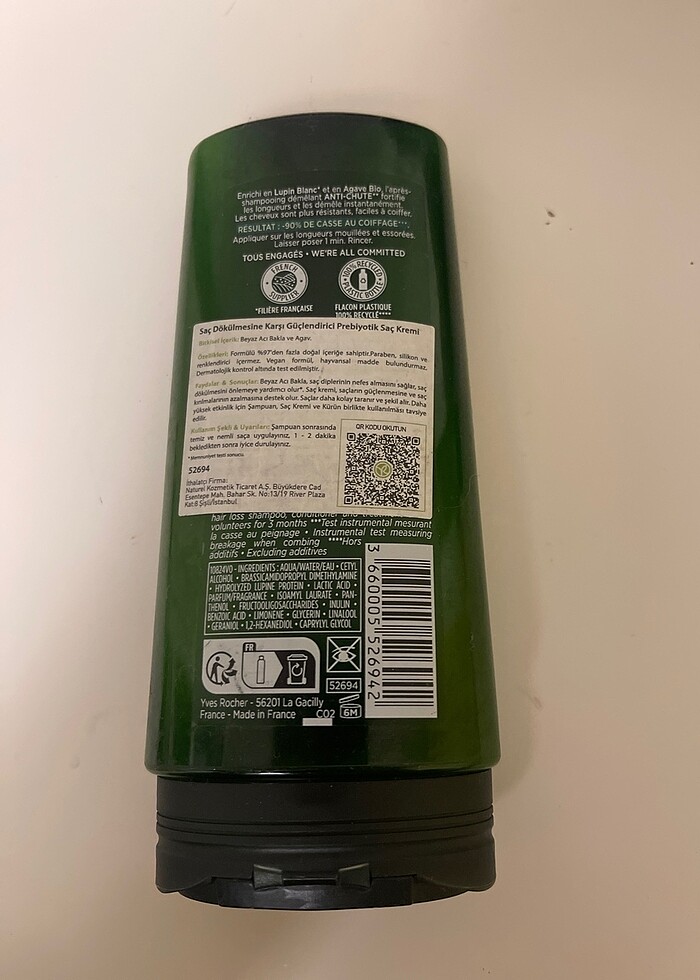 Enrichi en Lupin Blanc* et en Agave Bio, l'après-
shampooing démêlant ANTI-CHUTE** fortifie
les longueurs et les démêle instantanément.
Les cheveux sont plus résistants, faciles à coiffer.
RÉSULTAT : -90% DE CASSE AU COIFFAGE***.
Appliquer sur les longueurs mouillées et essorées.
Laisser poser 1 min. Rincer.
TOUS ENGAGÉS • WE'RE ALL COMMITTED
FRENCH SUPPLIER
100% RECYCLED PLASTIC BOTTLE
*FILIÈRE FRANÇAISE
FLACON PLASTIQUE
100% RECYCLÉ****
Saç Dökülmesine Karşı Güçlendirici Prebiyotik Saç Kremi
Bitkisel İçerik: Beyaz Acı Bakla ve Agav.
Özellikleri: Formülü %97'den fazla doğal içeriğe sahiptir.Paraben, silikon ve
renklendirici içermez. Vegan formül, hayvansal madde bulundurmaz.
Dermatolojik kontrol altında test edilmiştir.
Faydalar & Sonuçlar: Beyaz Acı Bakla, saç diplerinin nefes almasını sağlar, saç
dökülmesini önlemeye yardımcı olur*. Saç kremi, saçların güçlenmesine ve saç
kırılmalarının azalmasına destek olur. Saçlar daha kolay taranır ve şekil alır. Daha
yüksek etkinlik için Şampuan, Saç Kremi ve Kürün birlikte kullanılması tavsiye
edilir.
Kullanım Şekli & Uyarıları: Şampuan sonrasında
temiz ve nemli saça uygulayınız, 1 - 2 dakika
bekledikten sonra iyice durulayınız.
*Memnuniyet testi sonucu.
QR KODU OKUTUN
52694
İthalatçı Firma:
Naturel Kozmetik Ticaret A.Ş. Büyükdere Cad
Esentepe Mah. Bahar Sk. No:13/19 River Plaza
Kat:8 Şişli/İstanbul
hair loss shampoo, conditioner and
volunteers for 3 months ***Test instrumental mesurant
la casse au peignage • Instrumental test measuring
breakage when combing ****Hors
additifs • Excluding additives
10824V0 - INGREDIENTS : AQUA/WATER/EAU • CETYL
ALCOHOL • BRASSICAMIDOPROPYL DIMETHYLAMINE
• HYDROLYZED LUPINE PROTEIN • LACTIC ACID •
PARFUM/FRAGRANCE • ISOAMYL LAURATE • PAN-
THENOL • FRUCTOOLIGOSACCHARIDES • INULIN •
BENZOIC ACID • LIMONENE • GLYCERIN • LINALOOL
• GERANIOL • 1,2-HEXANEDIOL • CAPRYLYL GLYCOL
3 660005 526942
FR
52694
Yves Rocher - 56201 La Gacilly
France - Made in France
C02
6M